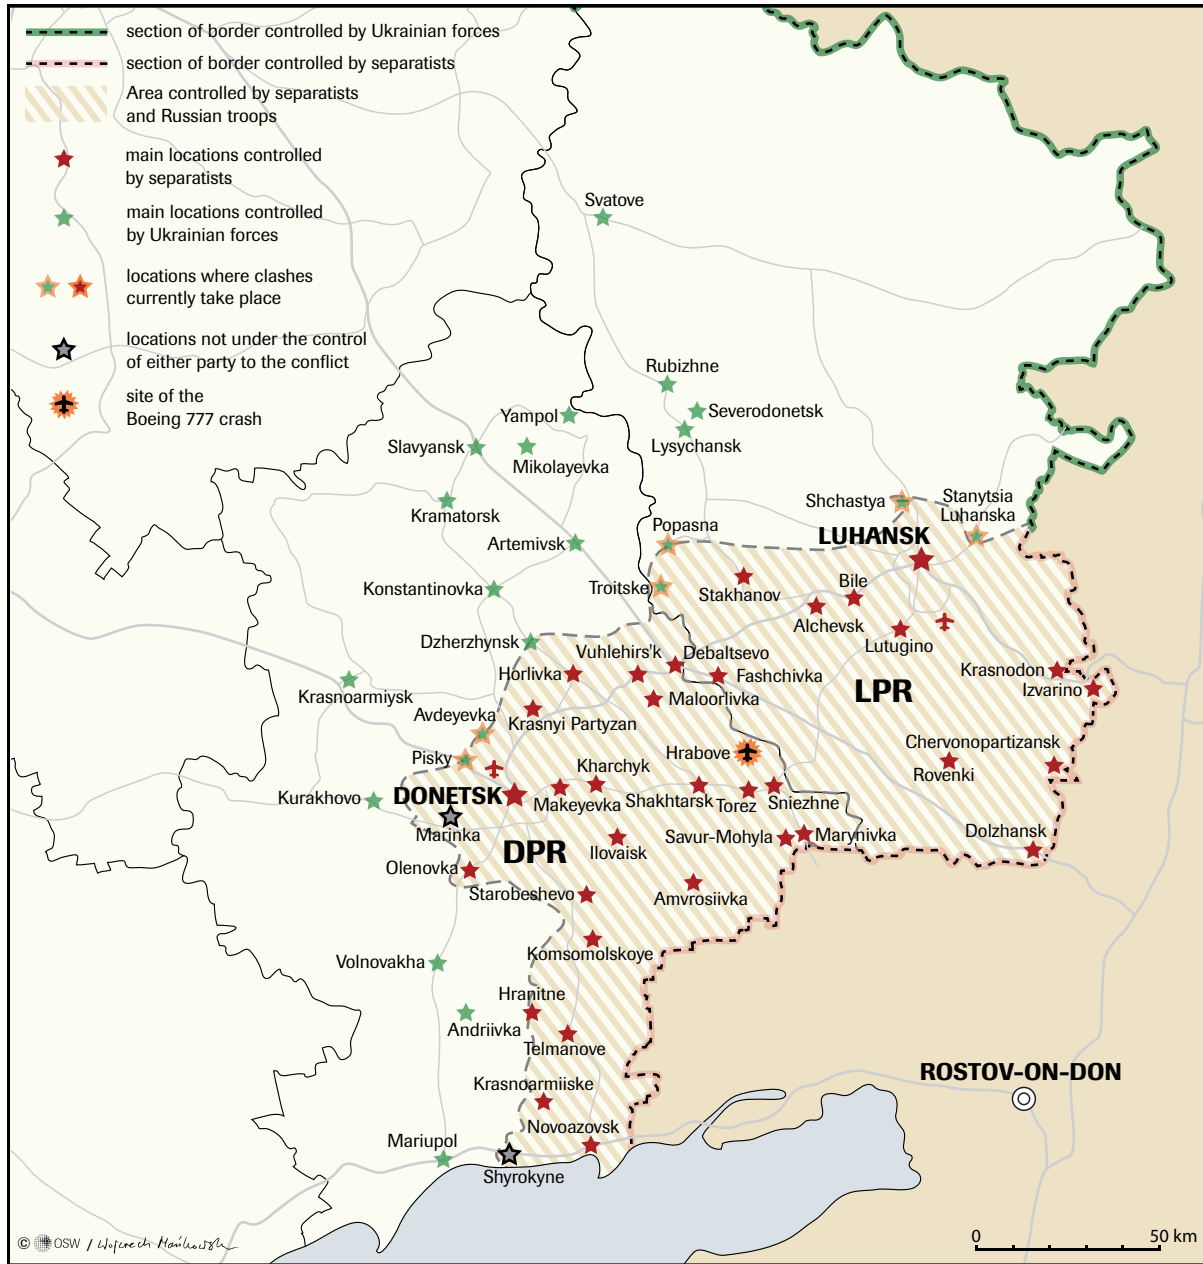 section of border controlled by Ukrainian forces
section of border controlled by separatists
Area controlled by separatists
and Russian troops
main locations controlled
by separatists
main locations controlled
by Ukrainian forces
locations where clashes
currently take place
locations not under the control
of either party to the conflict
site of the
Boeing 777 crash
Svatove
Rubizhne
Severodonetsk
Lysychansk
Yampol
Slavyansk
Mikolayevka
Kramatorsk
Artemivsk
Popasna
Shchastya
Stanytsia
Luhanska
LUHANSK
Konstantinovka
Troitske
Stakhanov
Bile
Alchevsk
Lutugino
Dzherzhynsk
Vuhlehirs'k
Debaltsevo
Horlivka
Fashchivka
Maloorlivka
LPR
Krasnodon
Izvarino
Krasnoarmiysk
Avdeyevka
Krasnyi Partyzan
Pisky
Hrabove
Chervonopartizansk
Rovenki
Kharchyk
Kurakhovo
DONETSK
Makeyevka
Shakhtarsk
Torez
Sniezhne
Marinka
DPR
Ilovaisk
Savur-Mohyla
Marynivka
Dolzhansk
Olenovka
Starobeshevo
Amvrosiivka
Komsomolskoye
Volnovakha
Hranitne
Andriivka
Telmanove
Krasnoarmiiske
Novoazovsk
ROSTOV-ON-DON
Mariupol
Shyrokyne
© OSW / Wojciech Mańkowski
0 50 km